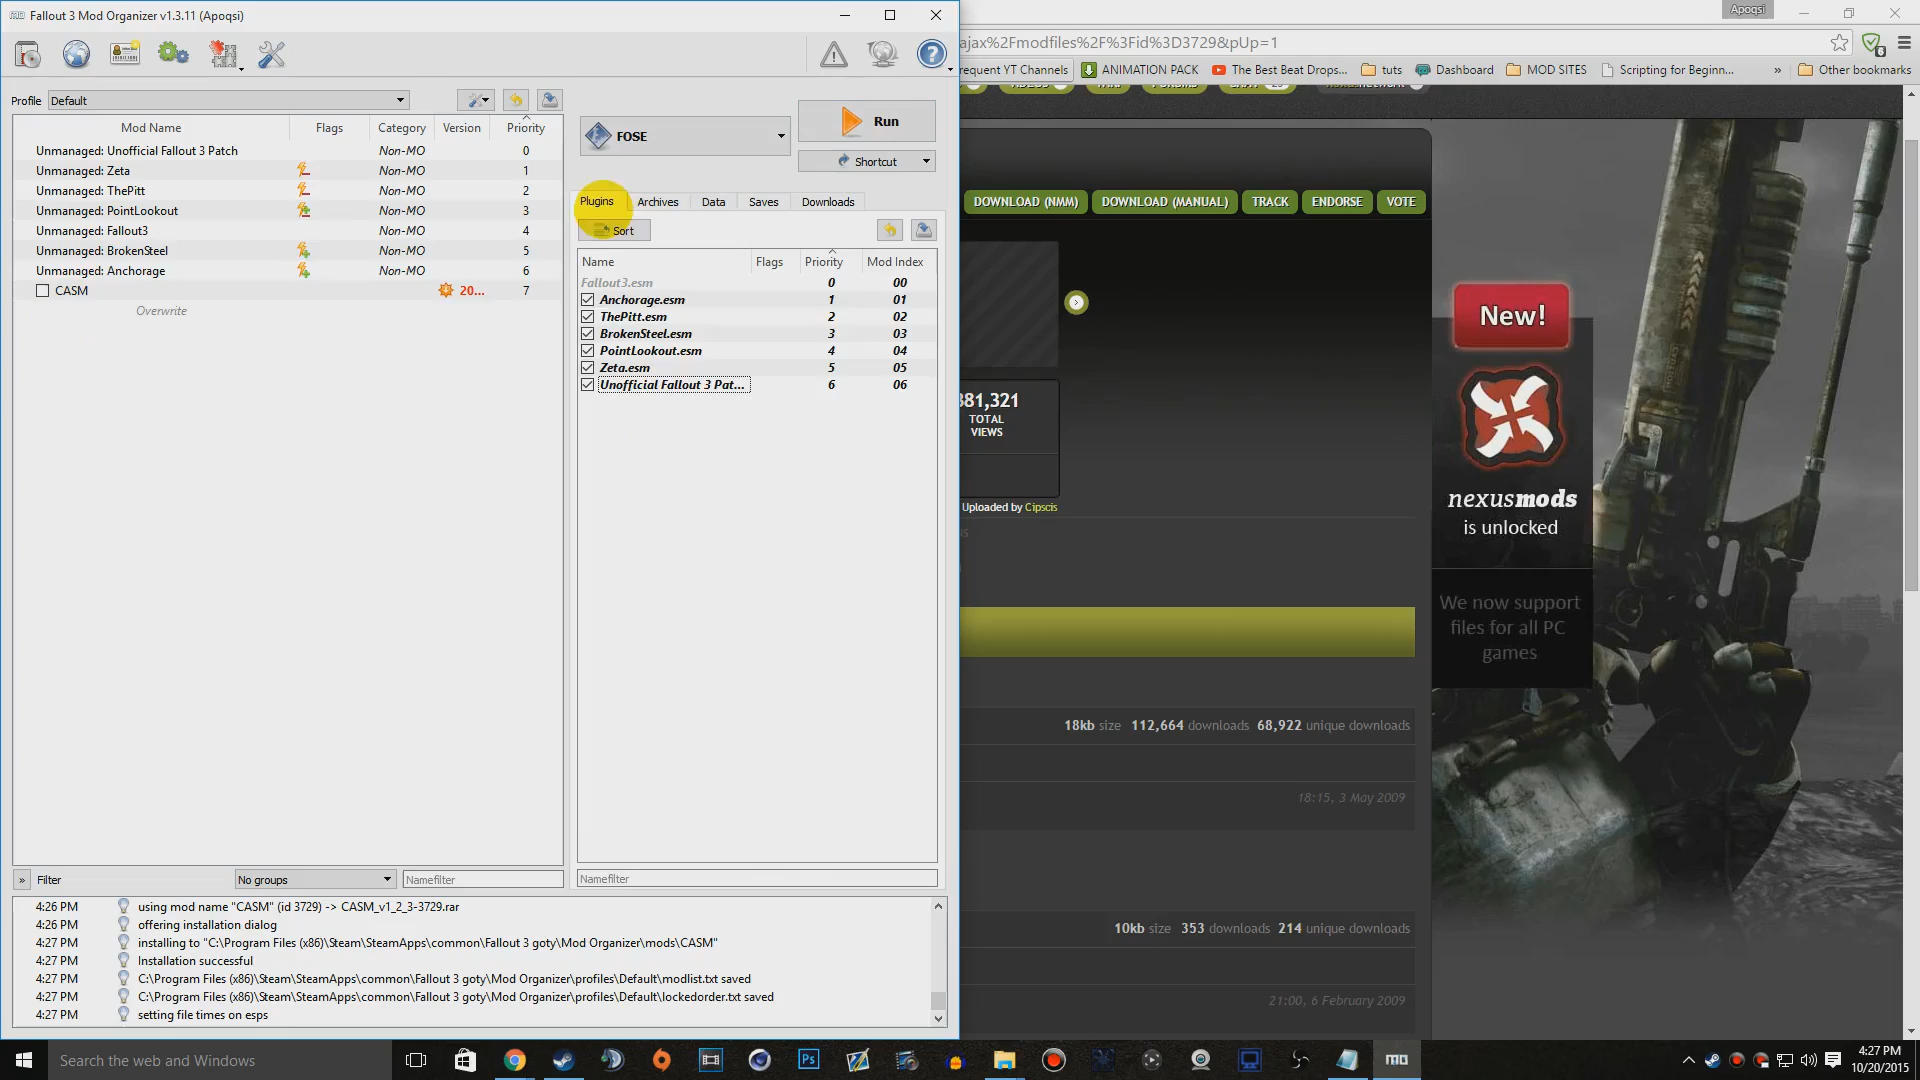 Fallout 3 Mod Organizer v1.3.11 (Apoqsi)
Apoqsi
ajax%2Fmodfiles%2F%3Fid%3D3729&pUp=1
requent YT Channels
ANIMATION PACK
The Best Beat Drops...
tuts
Dashboard
MOD SITES
Scripting for Beginn...
»
Other bookmarks
Profile
Default
Mod Name
Flags
Category
Version
Priority
Unmanaged: Unofficial Fallout 3 Patch
Non-MO
0
Unmanaged: Zeta
Non-MO
1
Unmanaged: ThePitt
Non-MO
2
Unmanaged: PointLookout
Non-MO
3
Unmanaged: Fallout3
Non-MO
4
Unmanaged: BrokenSteel
Non-MO
5
Unmanaged: Anchorage
Non-MO
6
CASM
20...
7
Overwrite
FOSE
Run
Shortcut
Plugins
Archives
Data
Saves
Downloads
Sort
Name
Flags
Priority
Mod Index
Fallout3.esm
0
00
Anchorage.esm
1
01
ThePitt.esm
2
02
BrokenSteel.esm
3
03
PointLookout.esm
4
04
Zeta.esm
5
05
Unofficial Fallout 3 Pat...
6
06
» Filter
No groups
Namefilter
Namefilter
4:26 PM using mod name "CASM" (id 3729) -> CASM_v1_2_3-3729.rar
4:26 PM offering installation dialog
4:27 PM installing to "C:\Program Files (x86)\Steam\SteamApps\common\Fallout 3 goty\Mod Organizer\mods\CASM"
4:27 PM Installation successful
4:27 PM C:\Program Files (x86)\Steam\SteamApps\common\Fallout 3 goty\Mod Organizer\profiles\Default\modlist.txt saved
4:27 PM C:\Program Files (x86)\Steam\SteamApps\common\Fallout 3 goty\Mod Organizer\profiles\Default\lockedorder.txt saved
4:27 PM setting file times on esps
DOWNLOAD (NMM)
DOWNLOAD (MANUAL)
TRACK
ENDORSE
VOTE
381,321
TOTAL
VIEWS
Uploaded by Cipscis
18kb size 112,664 downloads 68,922 unique downloads
18:15, 3 May 2009
10kb size 353 downloads 214 unique downloads
21:00, 6 February 2009
New!
nexusmods
is unlocked
We now support
files for all PC
games
Search the web and Windows
Ps
mo
4:27 PM
10/20/2015